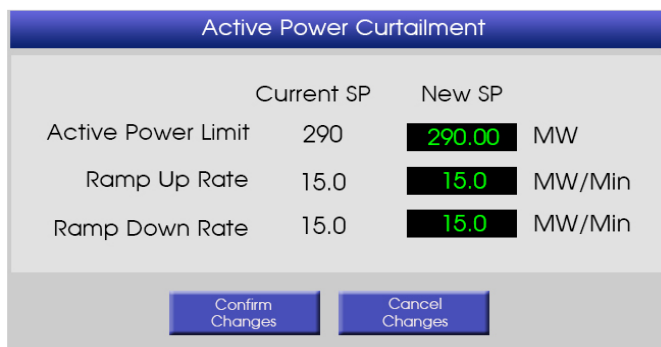 Active Power Curtailment
Current SP New SP
Active Power Limit 290 290.00 MW
Ramp Up Rate 15.0 15.0 MW/Min
Ramp Down Rate 15.0 15.0 MW/Min
Confirm Cancel
Changes Changes